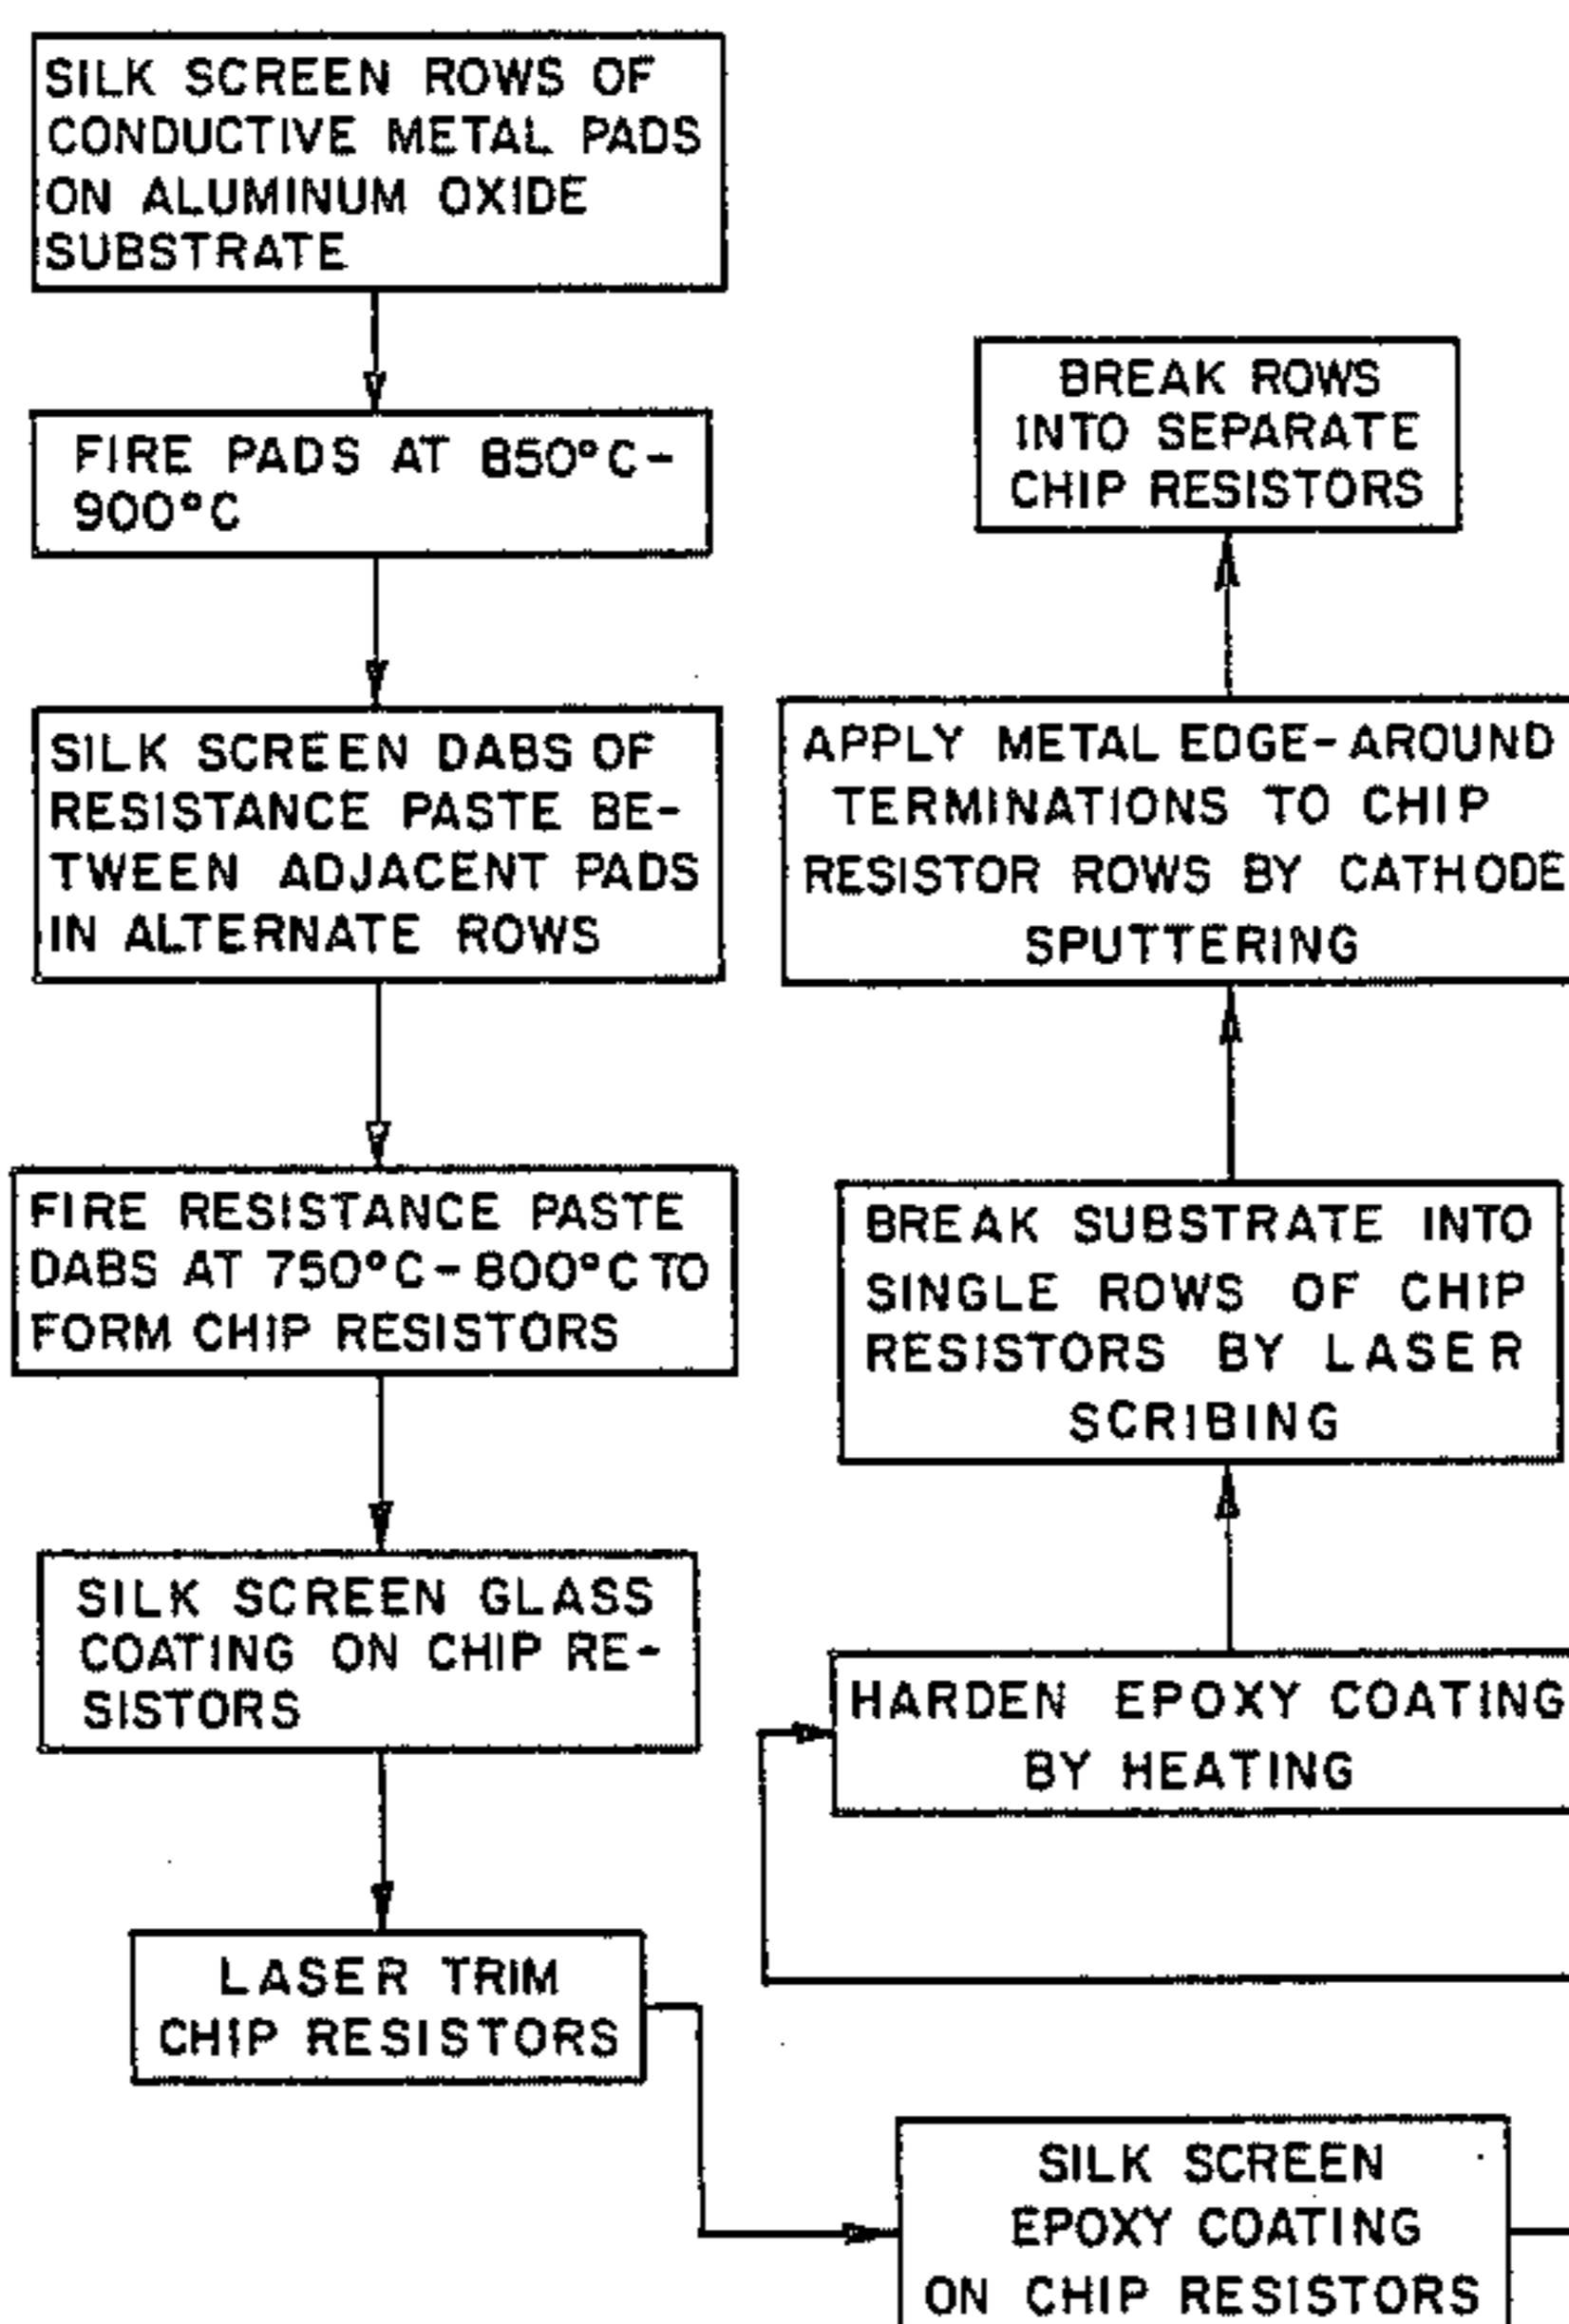 SILK SCREEN ROWS OF
CONDUCTIVE METAL PADS
ON ALUMINUM OXIDE
SUBSTRATE
FIRE PADS AT 850°C-
900°C
SILK SCREEN DABS OF
RESISTANCE PASTE BE-
TWEEN ADJACENT PADS
IN ALTERNATE ROWS
FIRE RESISTANCE PASTE
DABS AT 750°C-800°C TO
FORM CHIP RESISTORS
SILK SCREEN GLASS
COATING ON CHIP RE-
SISTORS
LASER TRIM
CHIP RESISTORS
SILK SCREEN
EPOXY COATING
ON CHIP RESISTORS
HARDEN EPOXY COATING
BY HEATING
BREAK SUBSTRATE INTO
SINGLE ROWS OF CHIP
RESISTORS BY LASER
SCRIBING
APPLY METAL EDGE-AROUND
TERMINATIONS TO CHIP
RESISTOR ROWS BY CATHODE
SPUTTERING
BREAK ROWS
INTO SEPARATE
CHIP RESISTORS